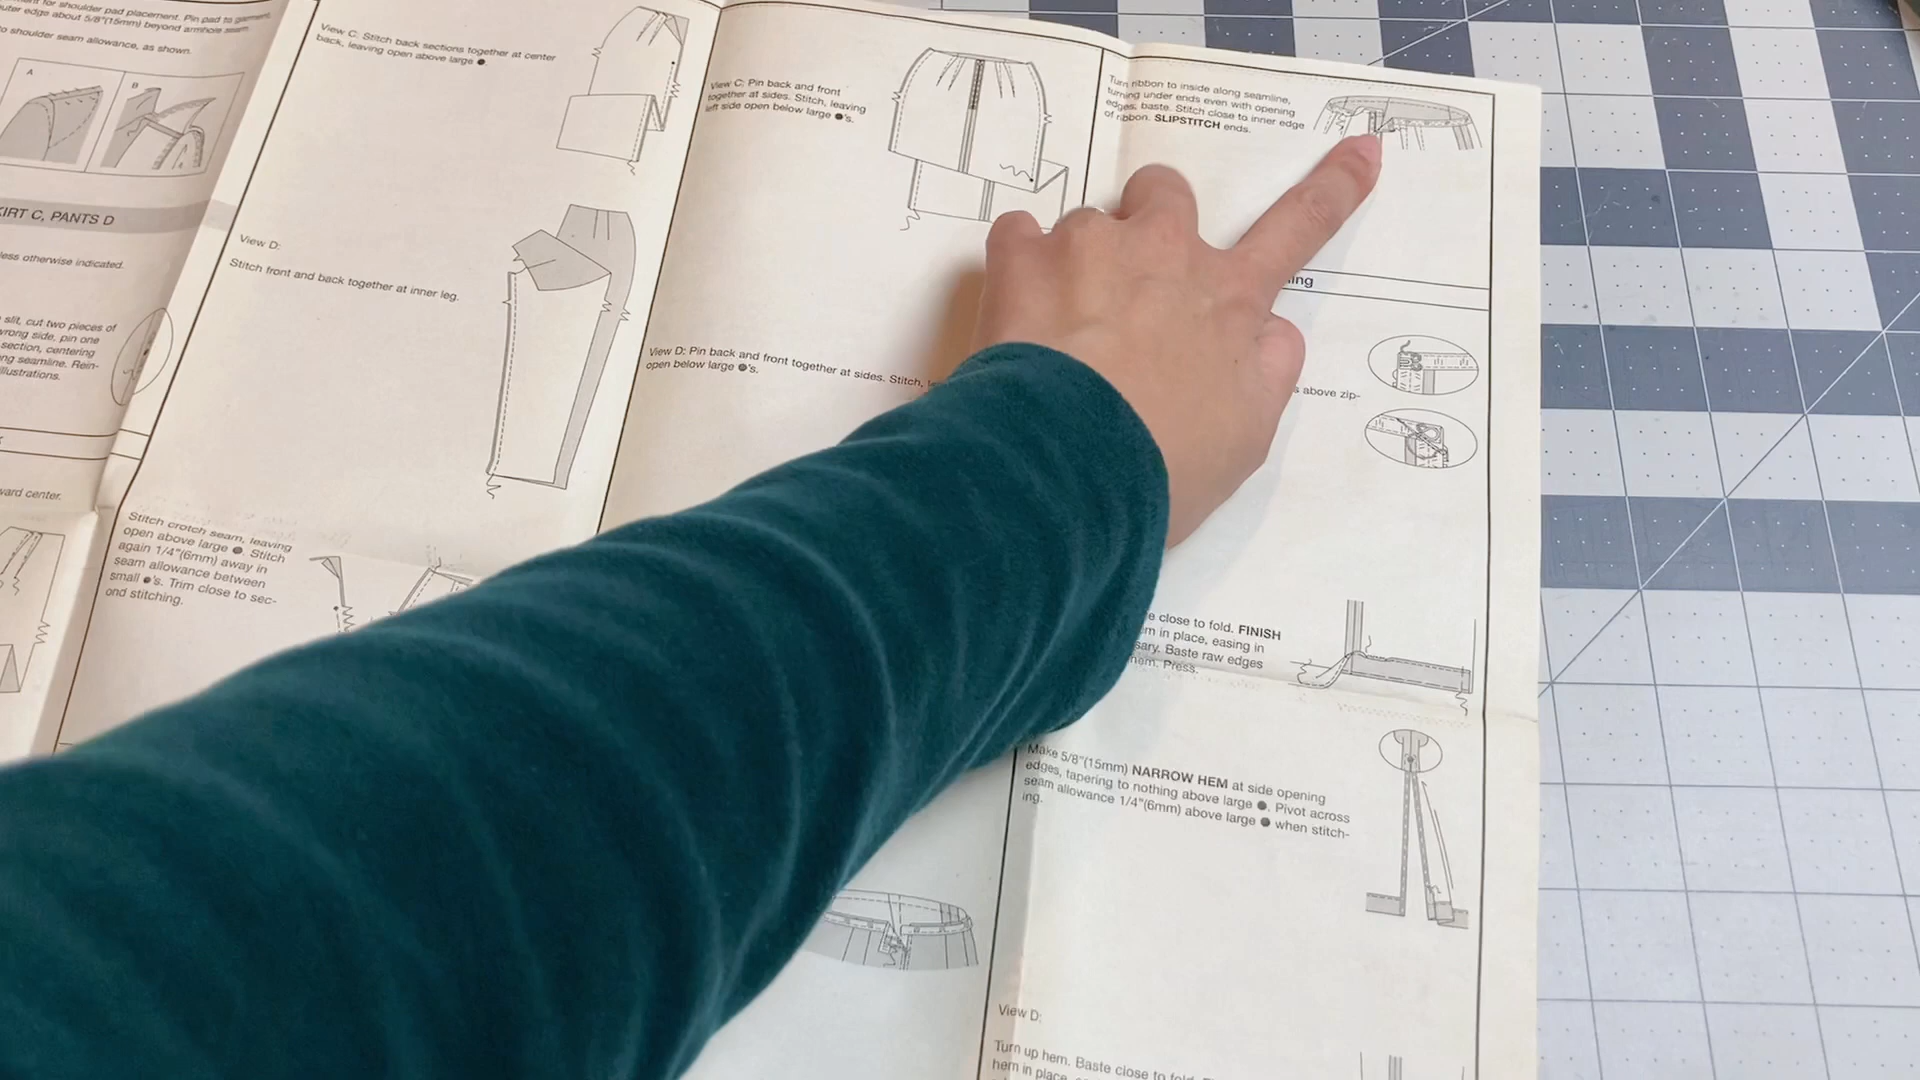 for shoulder pad placement. Pin pad to garment,
outer edge about 5/8"(15mm) beyond armhole seam
to shoulder seam allowance, as shown.
A
B
SKIRT C, PANTS D
less otherwise indicated.
slit, cut two pieces of
wrong side, pin one
section, centering
ng seamline. Rein-
illustrations.
ward center.
View C: Stitch back sections together at center
back, leaving open above large ●.
View D:
Stitch front and back together at inner leg.
Stitch crotch seam, leaving
open above large ●. Stitch
again 1/4"(6mm) away in
seam allowance between
small ●'s. Trim close to sec-
ond stitching.
View C: Pin back and front
together at sides. Stitch, leaving
left side open below large ●'s.
View D: Pin back and front together at sides. Stitch,
open below large ●'s.
Turn ribbon to inside along seamline,
turning under ends even with opening
edges, baste. Stitch close to inner edge
of ribbon. SLIPSTITCH ends.
ing
s above zip-
e close to fold. FINISH
em in place, easing in
sary. Baste raw edges
hem. Press.
Make 5/8"(15mm) NARROW HEM at side opening
edges, tapering to nothing above large ●. Pivot across
seam allowance 1/4"(6mm) above large ● when stitch-
ing.
View D:
Turn up hem. Baste close to fold.
hem in place,